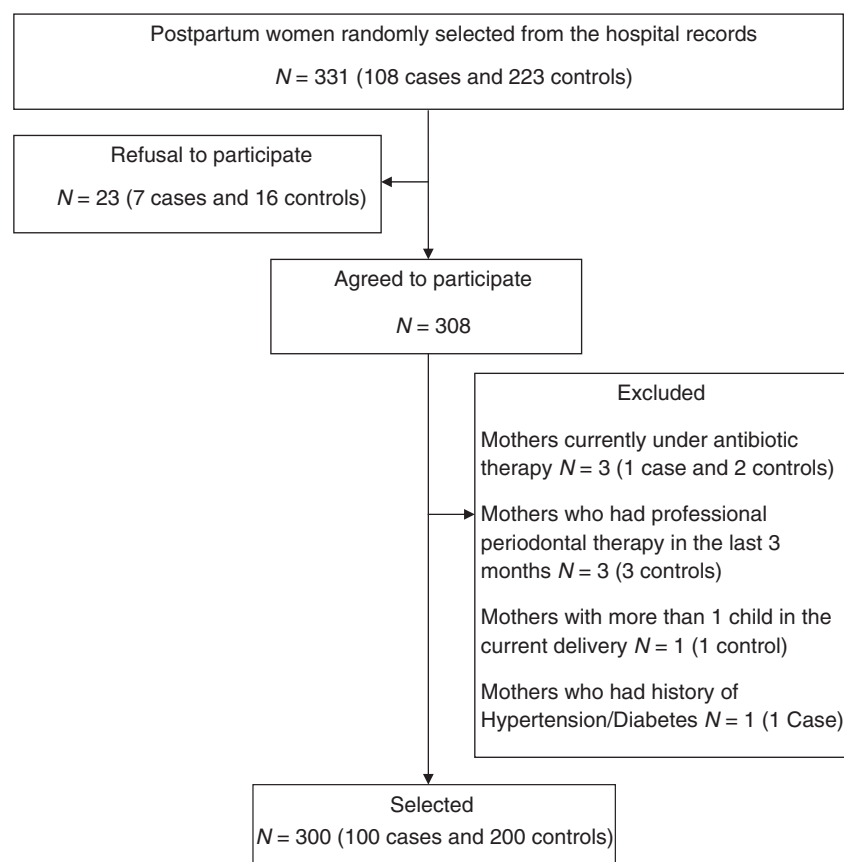 Postpartum women randomly selected from the hospital records
N = 331 (108 cases and 223 controls)
Refusal to participate
N = 23 (7 cases and 16 controls)
Agreed to participate
N = 308
Excluded
Mothers currently under antibiotic
therapy N = 3 (1 case and 2 controls)
Mothers who had professional
periodontal therapy in the last 3
months N = 3 (3 controls)
Mothers with more than 1 child in the
current delivery N = 1 (1 control)
Mothers who had history of
Hypertension/Diabetes N = 1 (1 Case)
Selected
N = 300 (100 cases and 200 controls)